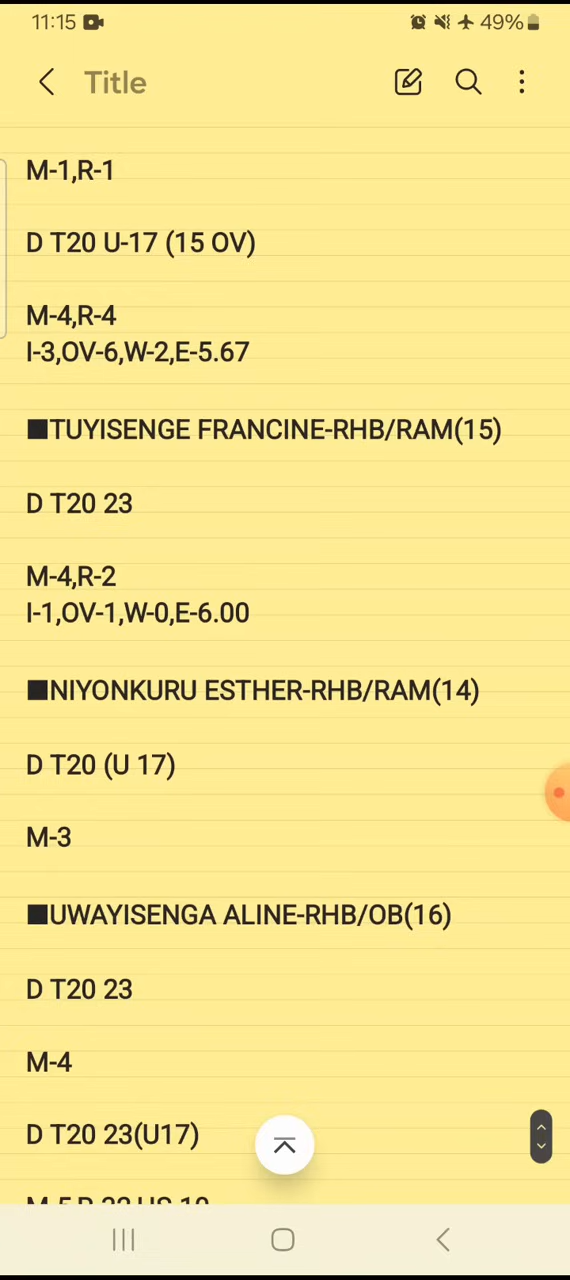 11:15
49%
Title
M-1,R-1
D T20 U-17 (15 OV)
M-4,R-4
I-3,OV-6,W-2,E-5.67
■TUYISENGE FRANCINE-RHB/RAM(15)
D T20 23
M-4,R-2
I-1,OV-1,W-0,E-6.00
■NIYONKURU ESTHER-RHB/RAM(14)
D T20 (U 17)
M-3
■UWAYISENGA ALINE-RHB/OB(16)
D T20 23
M-4
D T20 23(U17)